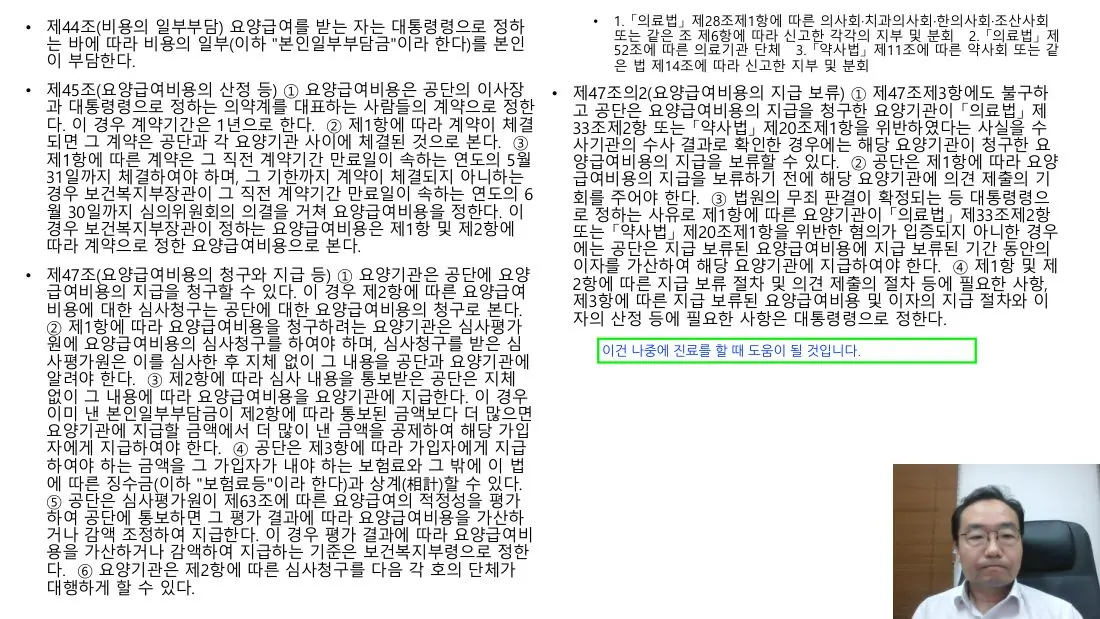 • 제44조(비용의 일부부담) 요양급여를 받는 자는 대통령령으로 정하
는 바에 따라 비용의 일부(이하 "본인일부부담금"이라 한다)를 본인
이 부담한다.
• 제45조(요양급여비용의 산정 등) ① 요양급여비용은 공단의 이사장
과 대통령령으로 정하는 의약계를 대표하는 사람들의 계약으로 정한
다. 이 경우 계약기간은 1년으로 한다. ② 제1항에 따라 계약이 체결
되면 그 계약은 공단과 각 요양기관 사이에 체결된 것으로 본다. ③
제1항에 따른 계약은 그 직전 계약기간 만료일이 속하는 연도의 5월
31일까지 체결하여야 하며, 그 기한까지 계약이 체결되지 아니하는
경우 보건복지부장관이 그 직전 계약기간 만료일이 속하는 연도의 6
월 30일까지 심의위원회의 의결을 거쳐 요양급여비용을 정한다. 이
경우 보건복지부장관이 정하는 요양급여비용은 제1항 및 제2항에
따라 계약으로 정한 요양급여비용으로 본다.
• 제47조(요양급여비용의 청구와 지급 등) ① 요양기관은 공단에 요양
급여비용의 지급을 청구할 수 있다. 이 경우 제2항에 따른 요양급여
비용에 대한 심사청구는 공단에 대한 요양급여비용의 청구로 본다.
② 제1항에 따라 요양급여비용을 청구하려는 요양기관은 심사평가
원에 요양급여비용의 심사청구를 하여야 하며, 심사청구를 받은 심
사평가원은 이를 심사한 후 지체 없이 그 내용을 공단과 요양기관에
알려야 한다. ③ 제2항에 따라 심사 내용을 통보받은 공단은 지체
없이 그 내용에 따라 요양급여비용을 요양기관에 지급한다. 이 경우
이미 낸 본인일부부담금이 제2항에 따라 통보된 금액보다 더 많으면
요양기관에 지급할 금액에서 더 많이 낸 금액을 공제하여 해당 가입
자에게 지급하여야 한다. ④ 공단은 제3항에 따라 가입자에게 지급
하여야 하는 금액을 그 가입자가 내야 하는 보험료와 그 밖에 이 법
에 따른 징수금(이하 "보험료등"이라 한다)과 상계(相計)할 수 있다.
⑤ 공단은 심사평가원이 제63조에 따른 요양급여의 적정성을 평가
하여 공단에 통보하면 그 평가 결과에 따라 요양급여비용을 가산하
거나 감액 조정하여 지급한다. 이 경우 평가 결과에 따라 요양급여비
용을 가산하거나 감액하여 지급하는 기준은 보건복지부령으로 정한
다. ⑥ 요양기관은 제2항에 따른 심사청구를 다음 각 호의 단체가
대행하게 할 수 있다.
• 1.「의료법」제28조제1항에 따른 의사회·치과의사회·한의사회·조산사회
또는 같은 조 제6항에 따라 신고한 각각의 지부 및 분회 2.「의료법」제
52조에 따른 의료기관 단체 3.「약사법」제11조에 따른 약사회 또는 같
은 법 제14조에 따라 신고한 지부 및 분회
• 제47조의2(요양급여비용의 지급 보류) ① 제47조제3항에도 불구하
고 공단은 요양급여비용의 지급을 청구한 요양기관이「의료법」제
33조제2항 또는「약사법」제20조제1항을 위반하였다는 사실을 수
사기관의 수사 결과로 확인한 경우에는 해당 요양기관이 청구한 요
양급여비용의 지급을 보류할 수 있다. ② 공단은 제1항에 따라 요양
급여비용의 지급을 보류하기 전에 해당 요양기관에 의견 제출의 기
회를 주어야 한다. ③ 법원의 무죄 판결이 확정되는 등 대통령령으
로 정하는 사유로 제1항에 따른 요양기관이「의료법」제33조제2항
또는「약사법」제20조제1항을 위반한 혐의가 입증되지 아니한 경우
에는 공단은 지급 보류된 요양급여비용에 지급 보류된 기간 동안의
이자를 가산하여 해당 요양기관에 지급하여야 한다. ④ 제1항 및 제
2항에 따른 지급 보류 절차 및 의견 제출의 절차 등에 필요한 사항,
제3항에 따른 지급 보류된 요양급여비용 및 이자의 지급 절차와 이
자의 산정 등에 필요한 사항은 대통령령으로 정한다.
이건 나중에 진료를 할 때 도움이 될 것입니다.